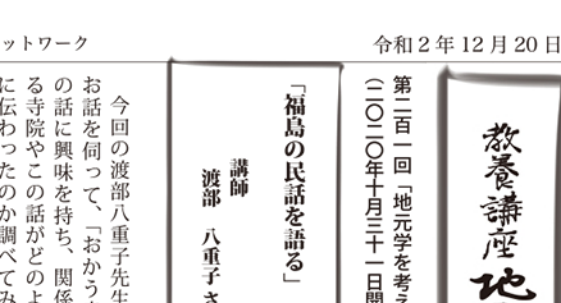 ットワーク
令和2年12月20日
教養講座
地
第二百一回「地元学を考え
(二〇二〇年十月三十一日開
「福島の民話を語る」
講師
渡部 八重子さ
今回の渡部八重子先生
お話を伺って、「おかう
の話に興味を持ち、関係
る寺院やこの話がどのよ
に伝わったのか調べてみ